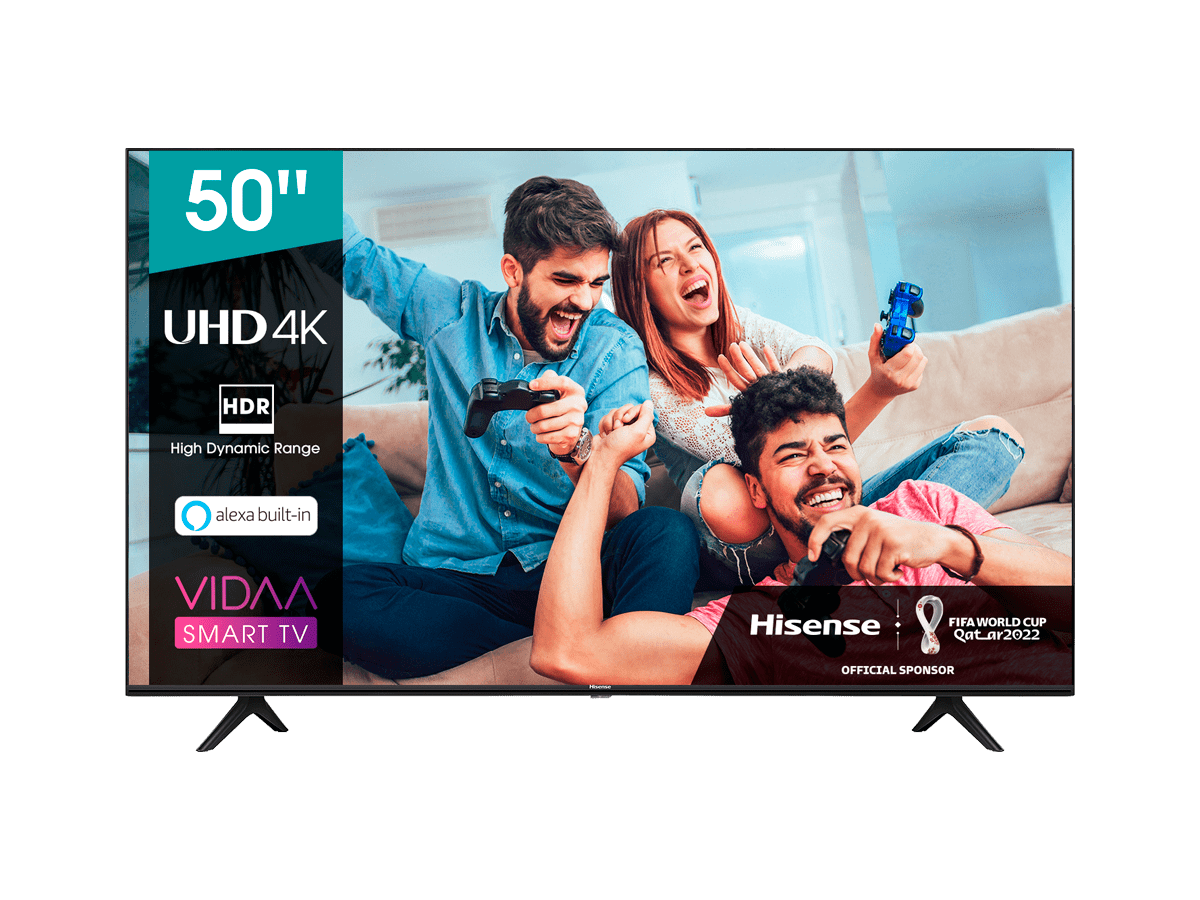 50"
UHD 4K
HDR
High Dynamic Range
alexa built-in
VIDAA
SMART TV
Hisense
FIFA WORLD CUP
Qat_ar2022
OFFICIAL SPONSOR
Hisense